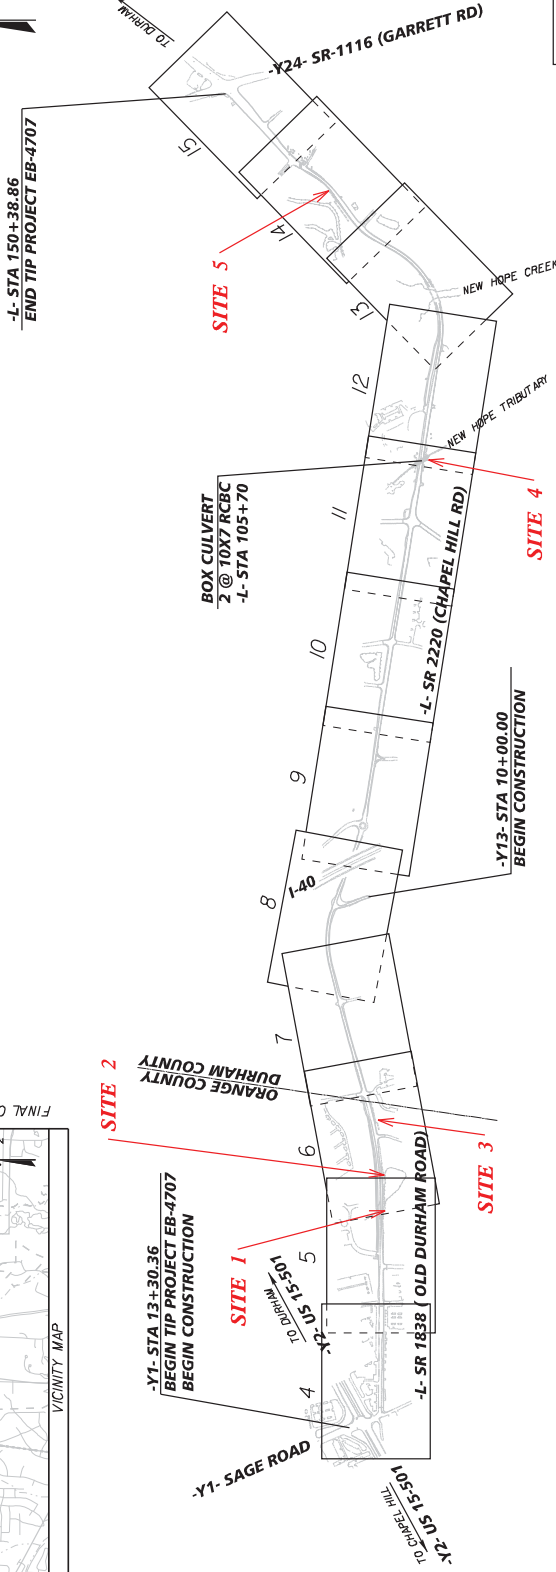 TO DURHAM
-Y24- SR-1116 (GARRETT RD)
-L- STA 150+38.86
END TIP PROJECT EB-4707
15
14
SITE 5
13
NEW HOPE CREEK
12
NEW HOPE TRIBUTARY
BOX CULVERT
2 @ 10X7 RCBC
-L- STA 105+70
11
SITE 4
-L- SR 2220 (CHAPEL HILL RD)
10
9
-Y13- STA 10+00.00
BEGIN CONSTRUCTION
8
I-40
7
ORANGE COUNTY
DURHAM COUNTY
SITE 2
6
SITE 3
-Y1- STA 13+30.36
BEGIN TIP PROJECT EB-4707
BEGIN CONSTRUCTION
SITE 1
5
TO DURHAM
-Y2- US 15-501
-L- SR 1838 ( OLD DURHAM ROAD)
4
-Y1- SAGE ROAD
TO CHAPEL HILL
-Y2- US 15-501
VICINITY MAP
FINAL